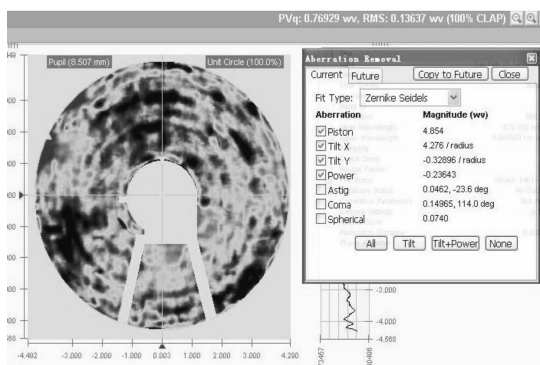 PVq: 0.76929 wv, RMS: 0.13637 wv (100% CLAP)
Pupil (8.507 mm)
Unit Circle (100.0%)
Aberration Removal
Current
Future
Copy to Future
Close
Fit Type: Zernike Seidels
Aberration Magnitude (wv)
Piston 4.854
Tilt X 4.276 / radius
Tilt Y -0.32896 / radius
Power -0.23643
Astig 0.0462, -23.6 deg
Coma 0.14965, 114.0 deg
Spherical 0.0740
All
Tilt
Tilt+Power
None
-3.000
-4.000
-4.568
-4.492 -3.000 -2.000 -1.000 0.003 1.000 2.000 3.000 4.290